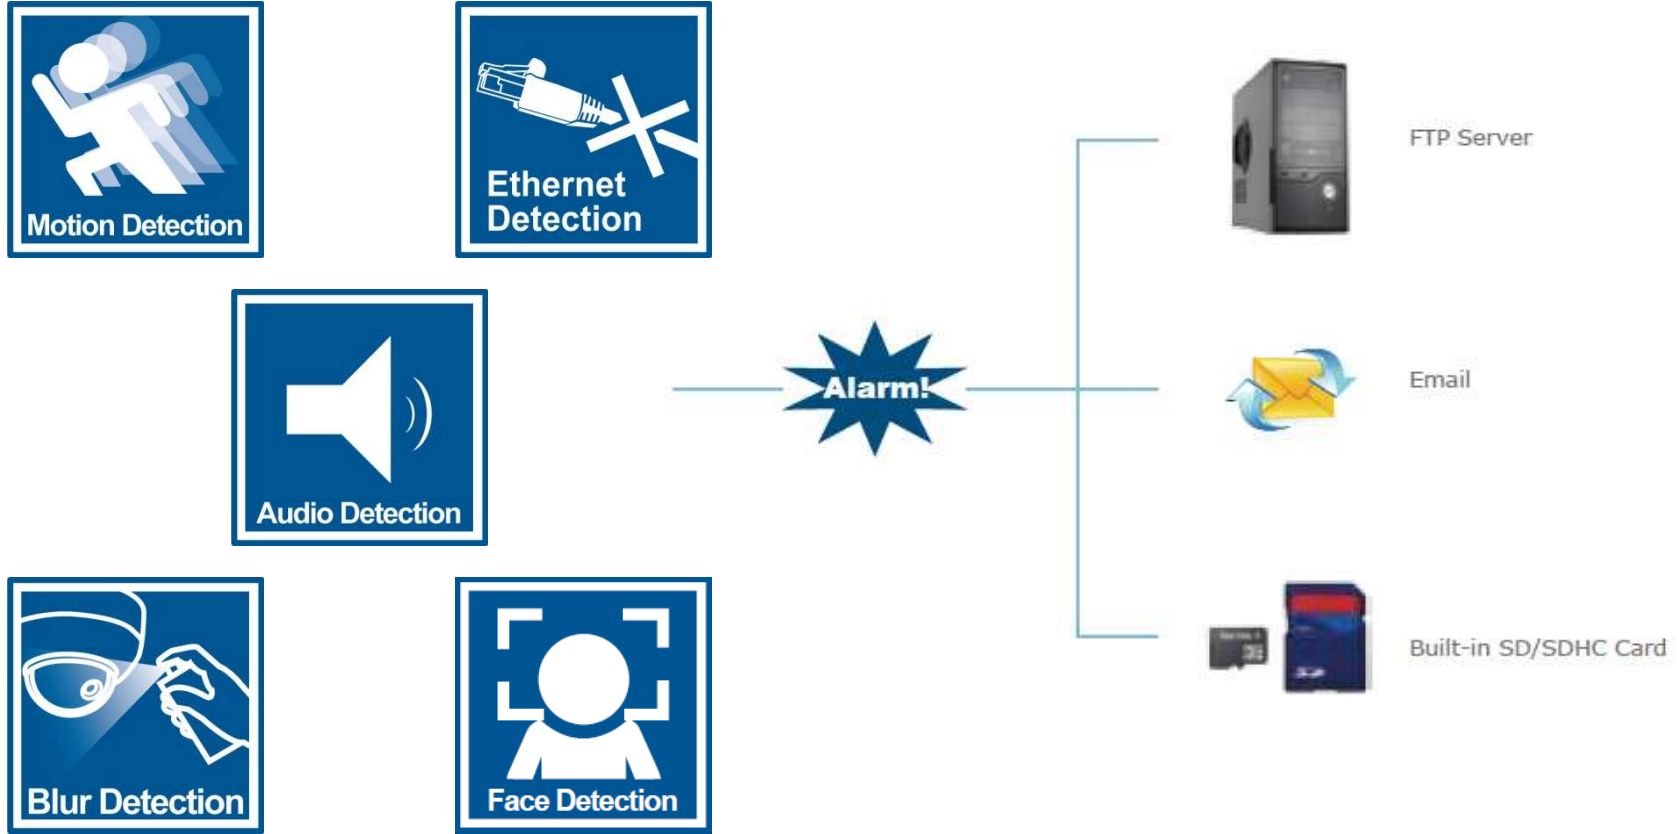 Motion Detection
Ethernet
Detection
Audio Detection
Blur Detection
Face Detection
Alarm!
FTP Server
Email
Built-in SD/SDHC Card